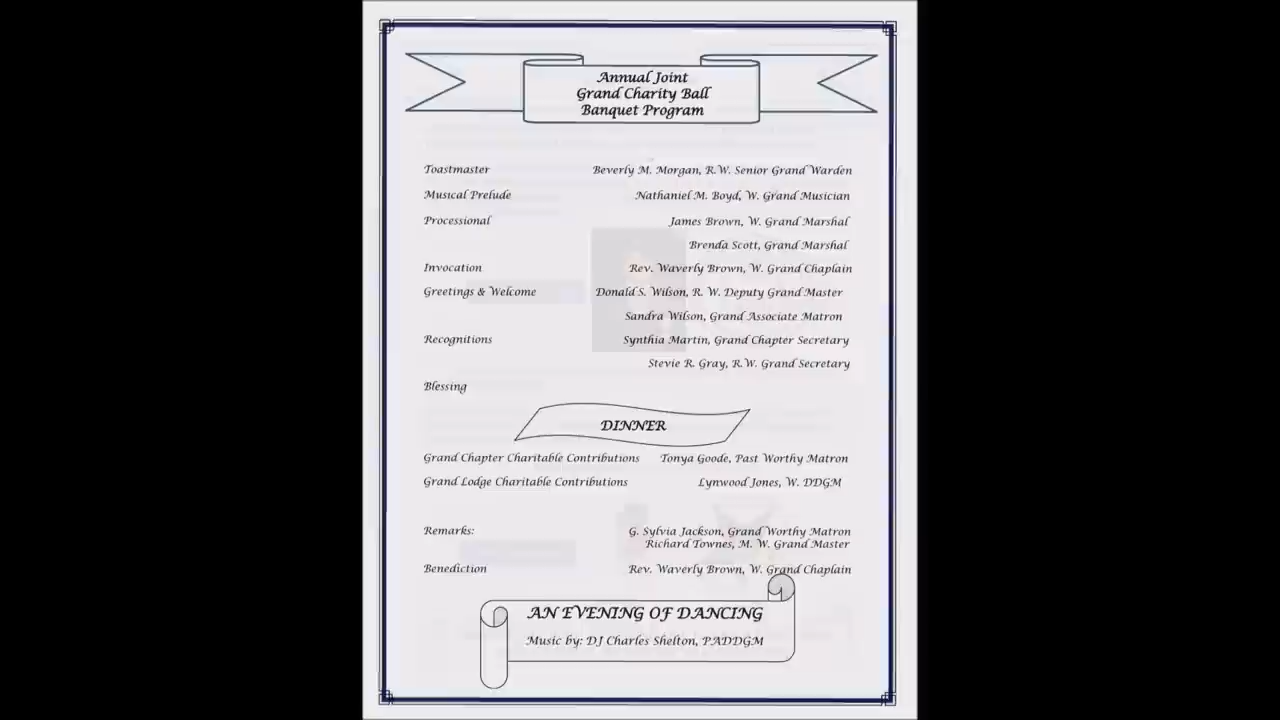 Annual Joint
Grand Charity Ball
Banquet Program
Toastmaster Beverly M. Morgan, R.W. Senior Grand Warden
Musical Prelude Nathaniel M. Boyd, W. Grand Musician
Processional James Brown, W. Grand Marshal
Brenda Scott, Grand Marshal
Invocation Rev. Waverly Brown, W. Grand Chaplain
Greetings & Welcome Donald S. Wilson, R. W. Deputy Grand Master
Sandra Wilson, Grand Associate Matron
Recognitions Synthia Martin, Grand Chapter Secretary
Stevie R. Gray, R.W. Grand Secretary
Blessing
DINNER
Grand Chapter Charitable Contributions Tonya Goode, Past Worthy Matron
Grand Lodge Charitable Contributions Lynwood Jones, W. DDGM
Remarks: G. Sylvia Jackson, Grand Worthy Matron
Richard Townes, M. W. Grand Master
Benediction Rev. Waverly Brown, W. Grand Chaplain
AN EVENING OF DANCING
Music by: DJ Charles Shelton, PADDGM